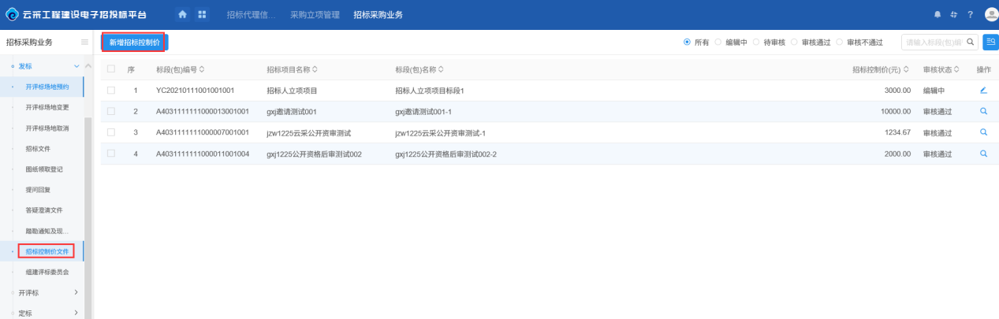 云采工程建设电子招投标平台 招标代理信... 采购立项管理 招标采购业务
招标采购业务 新增招标控制价 所有 编辑中 待审核 审核通过 审核不通过 请输入标段(包)编
发标 序 标段(包)编号 招标项目名称 标段(包)名称 招标控制价(元) 审核状态 操作
开评标场地预约 1 YC20210111001001001 招标人立项项目 招标人立项项目标段1 3000.00 编辑中
开评标场地变更 2 A4031111111000013001001 gxj邀请测试001 gxj邀请测试001-1 10000.00 审核通过
开评标场地取消 3 A4031111111000007001001 jzw1225云采公开资审测试 jzw1225云采公开资审测试-1 1234.67 审核通过
招标文件 4 A4031111111000011001004 gxj1225公开资格后审测试002 gxj1225公开资格后审测试002-2 2000.00 审核通过
图纸领取登记
提问回复
答疑澄清文件
踏勘通知及现...
招标控制价文件
组建评标委员会
开评标
定标